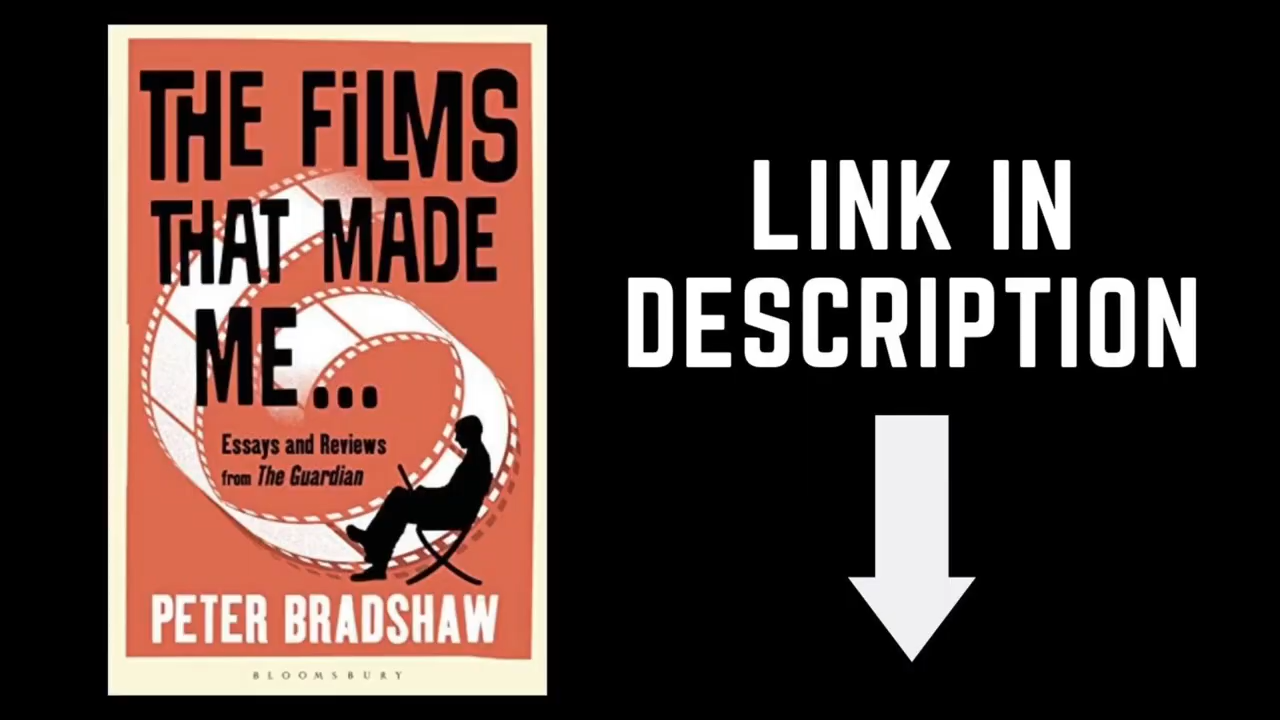 THE FiLMS
THAT MADE
ME...
Essays and Reviews
from The Guardian
PETER BRADSHAW
BLOOMSBURY
LINK IN
DESCRIPTION